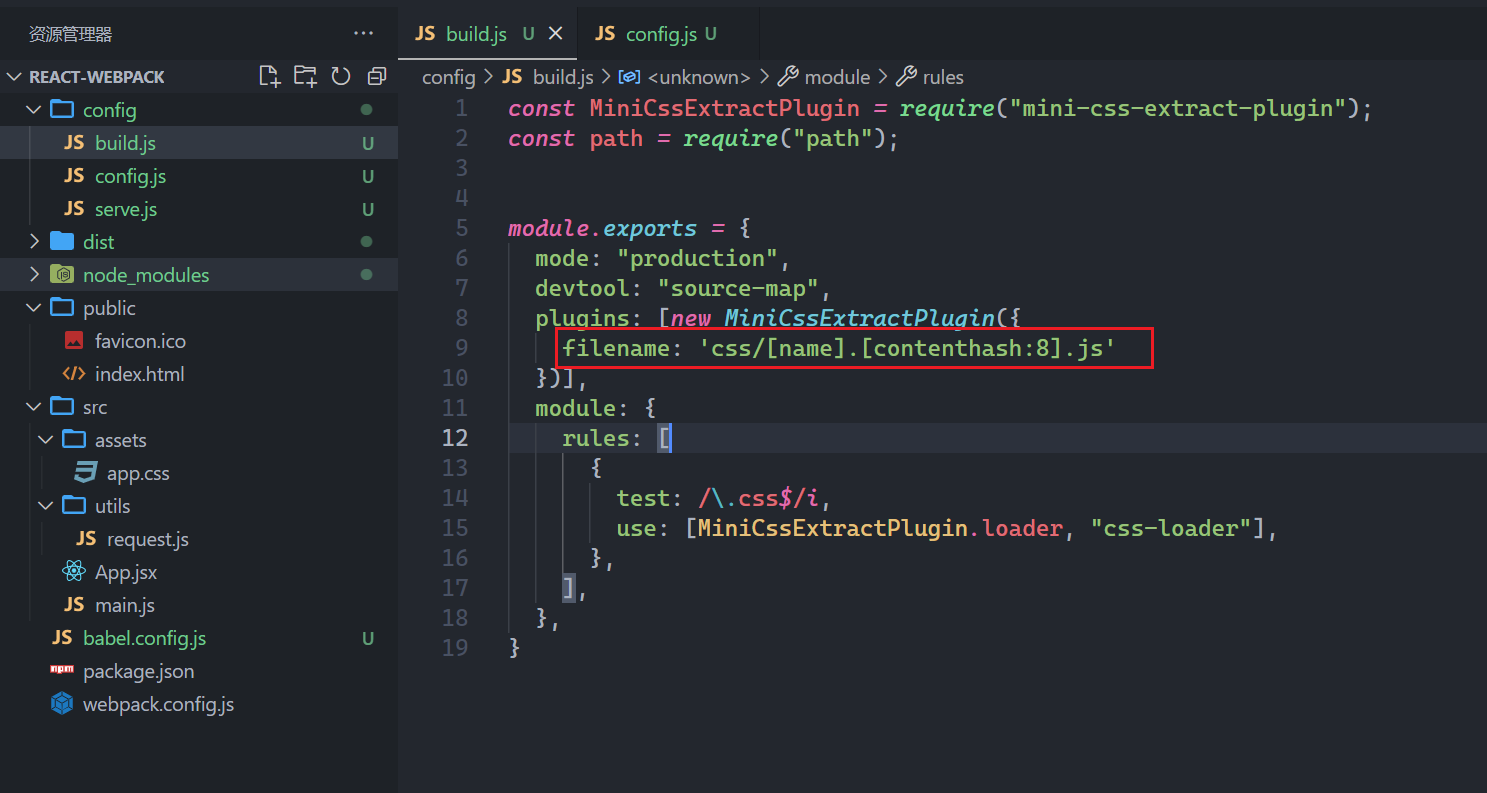 资源管理器
···
REACT-WEBPACK
config
JS build.js U
JS config.js U
JS serve.js U
dist
node_modules
public
favicon.ico
index.html
src
assets
app.css
utils
JS request.js
App.jsx
JS main.js
JS babel.config.js U
npm package.json
webpack.config.js
JS build.js U ×
JS config.js U
config > JS build.js > <unknown> > module > rules
1 const MiniCssExtractPlugin = require("mini-css-extract-plugin");
2 const path = require("path");
3
4
5 module.exports = {
6 mode: "production",
7 devtool: "source-map",
8 plugins: [new MiniCssExtractPlugin({
9 filename: 'css/[name].[contenthash:8].js'
10 })],
11 module: {
12 rules: [
13 {
14 test: /\.css$/i,
15 use: [MiniCssExtractPlugin.loader, "css-loader"],
16 },
17 ],
18 },
19 }